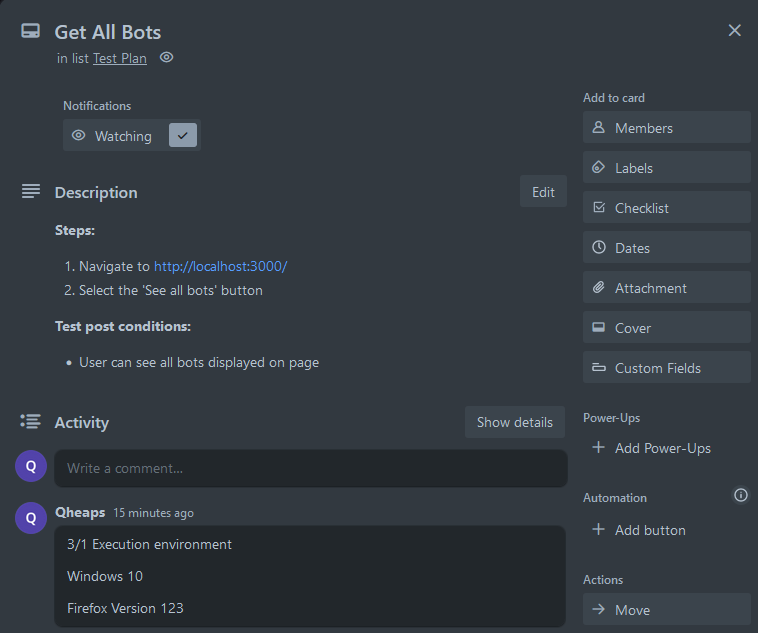 Get All Bots
in list Test Plan
Notifications
Watching
Description
Edit
Steps:
1. Navigate to http://localhost:3000/
2. Select the 'See all bots' button
Test post conditions:
• User can see all bots displayed on page
Activity
Show details
Q
Write a comment...
Q
Qheaps 15 minutes ago
3/1 Execution environment
Windows 10
Firefox Version 123
Add to card
Members
Labels
Checklist
Dates
Attachment
Cover
Custom Fields
Power-Ups
+ Add Power-Ups
Automation
+ Add button
Actions
Move